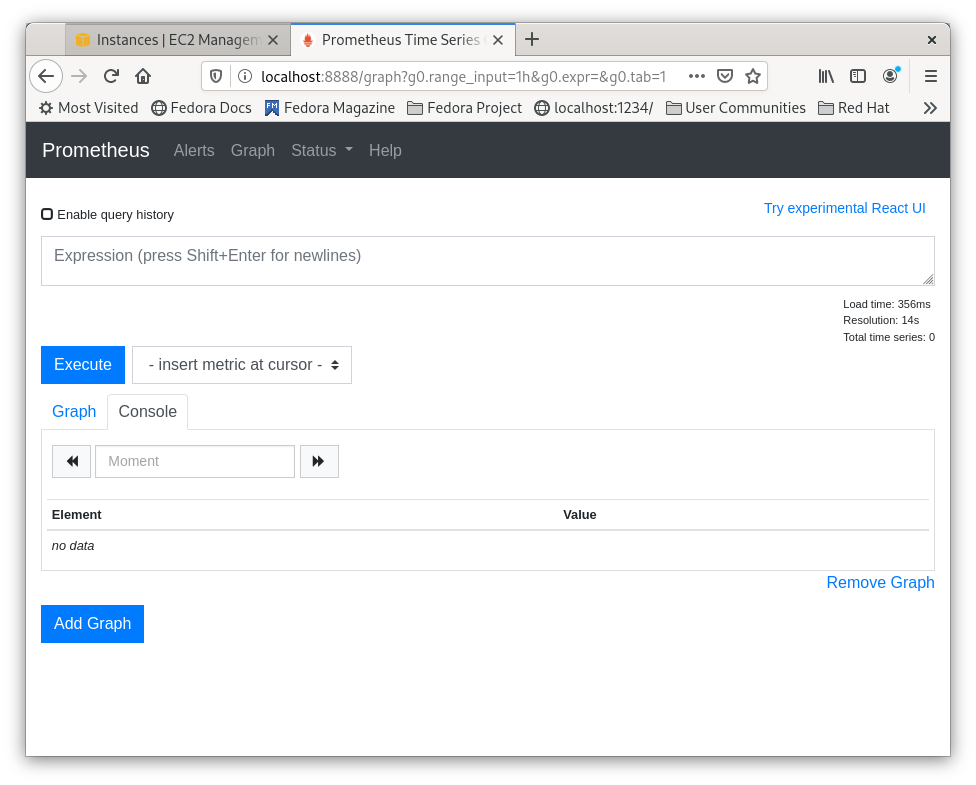 Instances | EC2 Managem
Prometheus Time Series
localhost:8888/graph?g0.range_input=1h&g0.expr=&g0.tab=1
Most Visited Fedora Docs FM Fedora Magazine Fedora Project localhost:1234/ User Communities Red Hat
Prometheus Alerts Graph Status Help
Enable query history
Try experimental React UI
Expression (press Shift+Enter for newlines)
Load time: 356ms
Resolution: 14s
Total time series: 0
Execute - insert metric at cursor -
Graph Console
Moment
Element Value
no data
Remove Graph
Add Graph